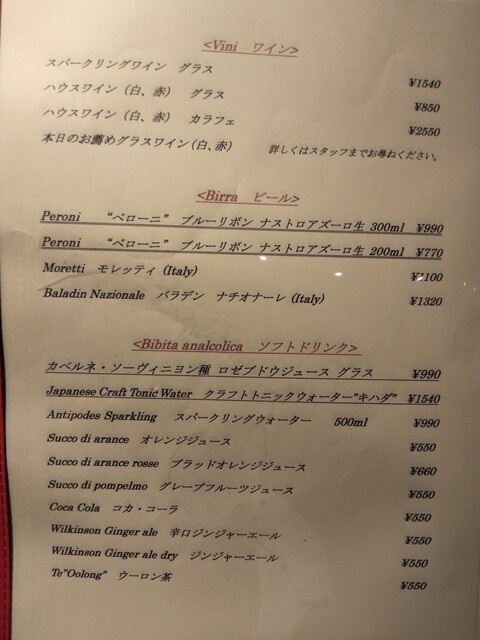 <Vini　ワイン>
スパークリングワイン　グラス　¥1540
ハウスワイン（白、赤）　グラス　¥850
ハウスワイン（白、赤）　カラフェ　¥2550
本日のお薦めグラスワイン（白、赤）　詳しくはスタッフまでお尋ねください。
<Birra　ビール>
Peroni　“ペローニ”　ブルーリボン ナストロアズーロ生 300ml　¥990
Peroni　“ペローニ”　ブルーリボン ナストロアズーロ生 200ml　¥770
Moretti　モレッティ (Italy)　¥1100
Baladin Nazionale　バラデン　ナチオナーレ (Italy)　¥1320
<Bibita analcolica　ソフトドリンク>
カベルネ・ソーヴィニヨン種 ロゼブドウジュース グラス　¥990
Japanese Craft Tonic Water　クラフトトニックウォーター"キハダ"　¥1540
Antipodes Sparkling　スパークリングウォーター　500ml　¥990
Succo di arance　オレンジジュース　¥550
Succo di arance rosse　ブラッドオレンジジュース　¥660
Succo di pompelmo　グレープフルーツジュース　¥550
Coca Cola　コカ・コーラ　¥550
Wilkinson Ginger ale　辛口ジンジャーエール　¥550
Wilkinson Ginger ale dry　ジンジャーエール　¥550
Te"Oolong"　ウーロン茶　¥550